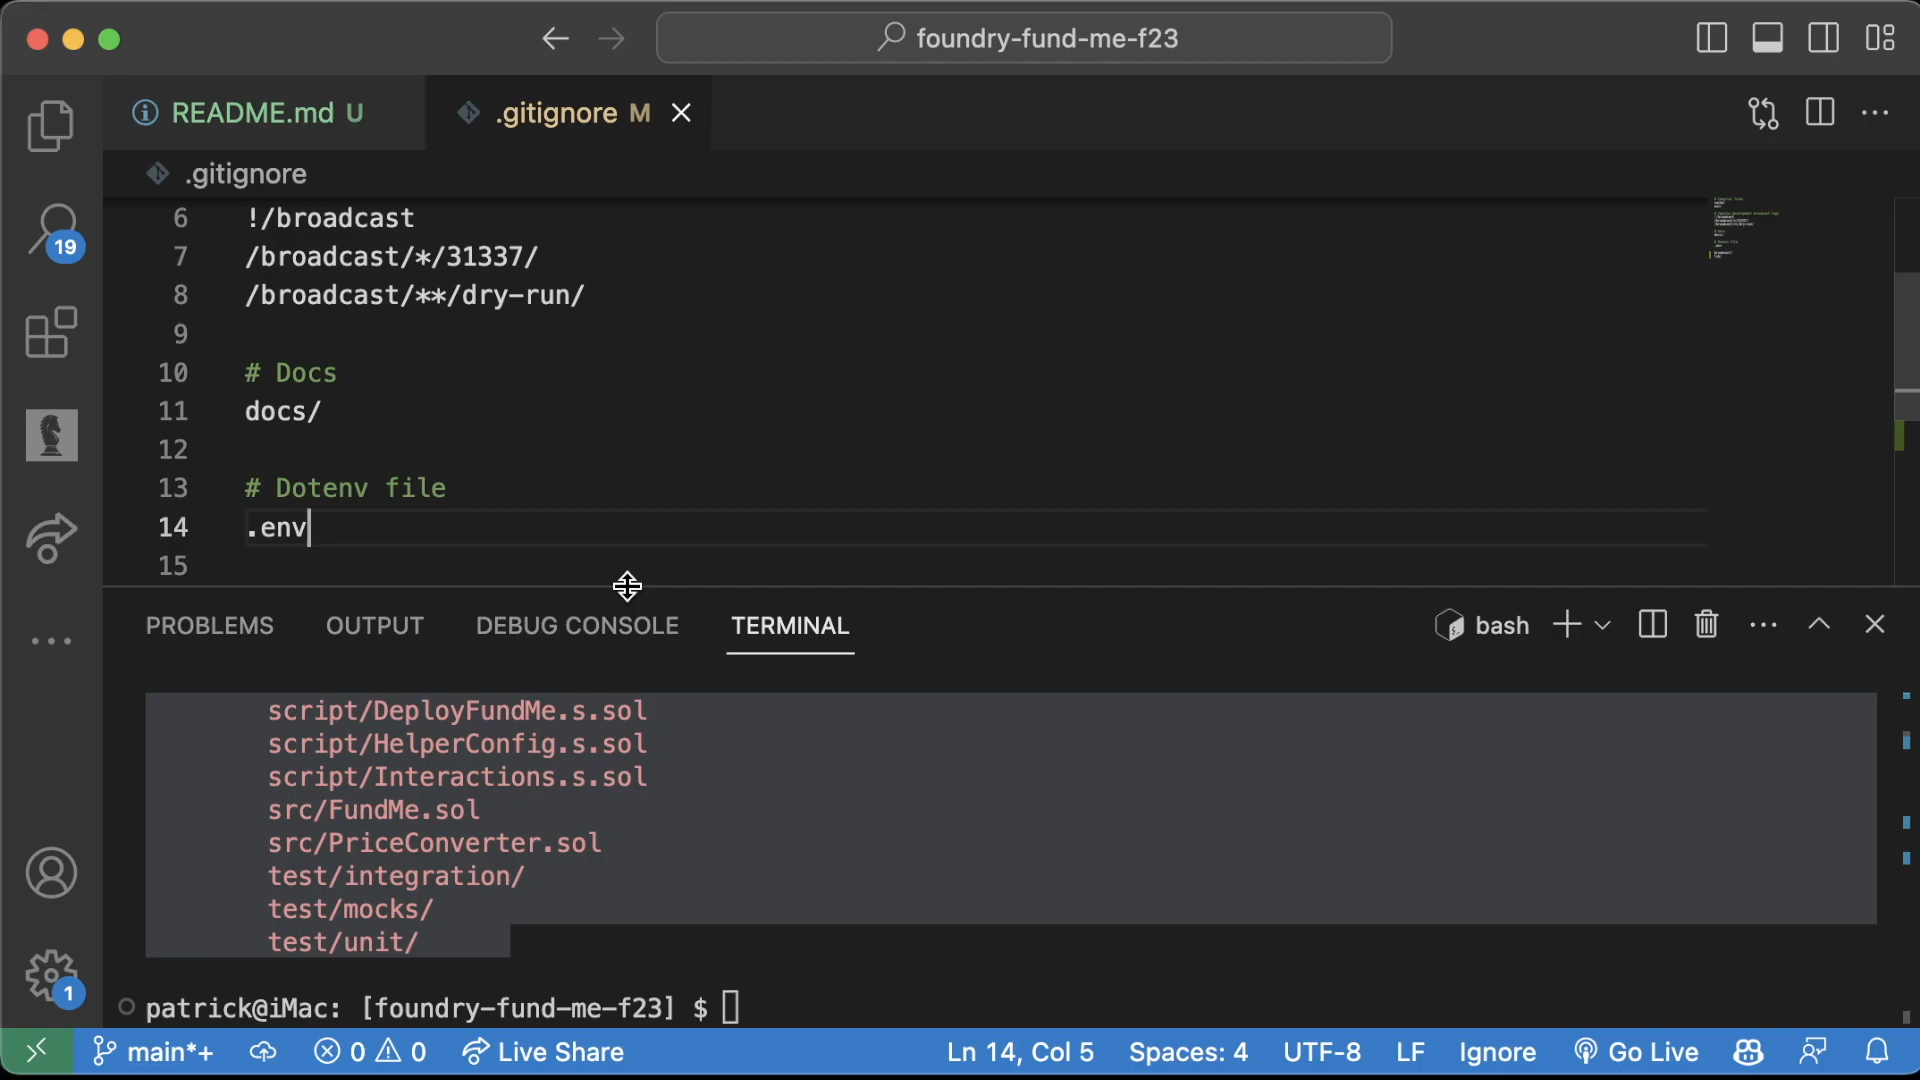 foundry-fund-me-f23
README.md U
.gitignore M
.gitignore
6 !/broadcast
7 /broadcast/*/31337/
8 /broadcast/**/dry-run/
9
10 # Docs
11 docs/
12
13 # Dotenv file
14 .env
15
19
1
PROBLEMS OUTPUT DEBUG CONSOLE TERMINAL bash
script/DeployFundMe.s.sol
script/HelperConfig.s.sol
script/Interactions.s.sol
src/FundMe.sol
src/PriceConverter.sol
test/integration/
test/mocks/
test/unit/
patrick@iMac: [foundry-fund-me-f23] $
main*+ 0 0 Live Share Ln 14, Col 5 Spaces: 4 UTF-8 LF Ignore Go Live